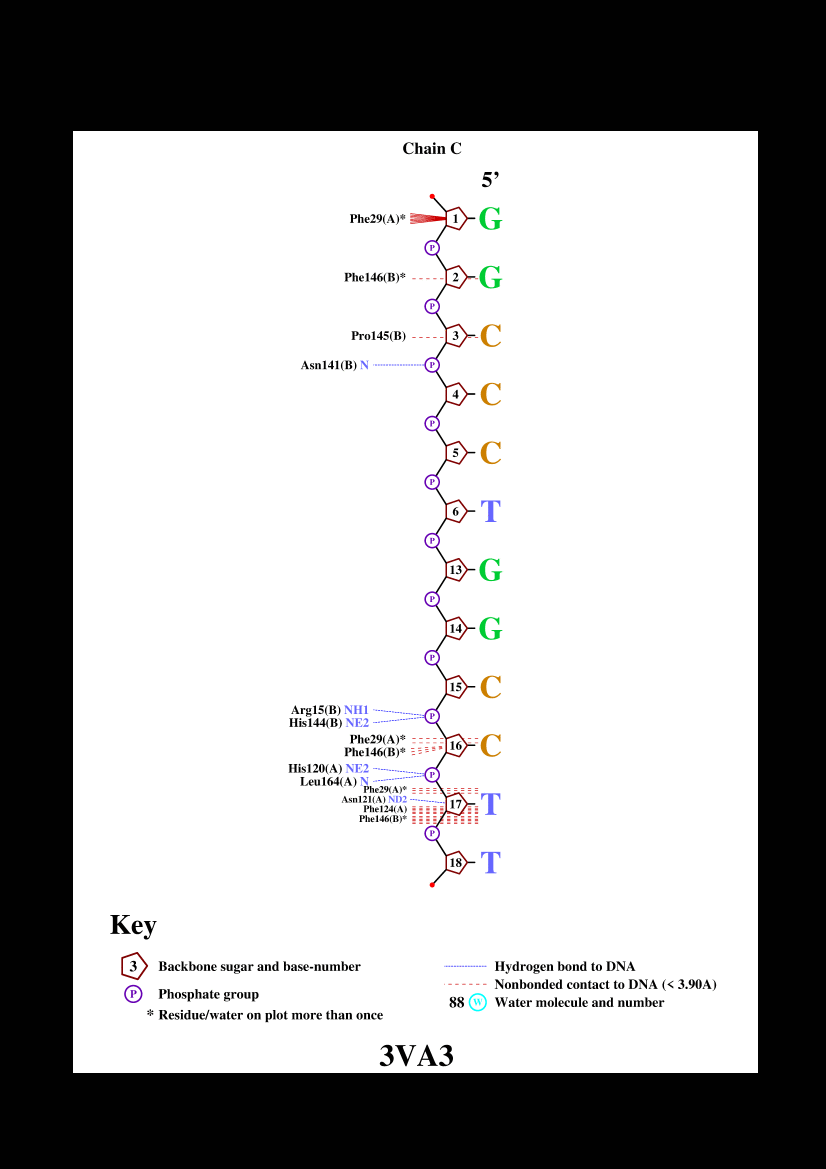 Chain C
5’
Phe29(A)* 1 G
P
Phe146(B)* 2 G
P
Pro145(B) 3 C
Asn141(B) N P
4 C
P
5 C
P
6 T
P
13 G
P
14 G
P
15 C
Arg15(B) NH1 P
His144(B) NE2
Phe29(A)* 16 C
Phe146(B)*
His120(A) NE2 P
Leu164(A) N
Phe29(A)*
Asn121(A) ND2 17 T
Phe124(A)
Phe146(B)*
P
18 T
Key
3 Backbone sugar and base-number
P Phosphate group
* Residue/water on plot more than once
Hydrogen bond to DNA
Nonbonded contact to DNA (< 3.90A)
88 W Water molecule and number
3VA3